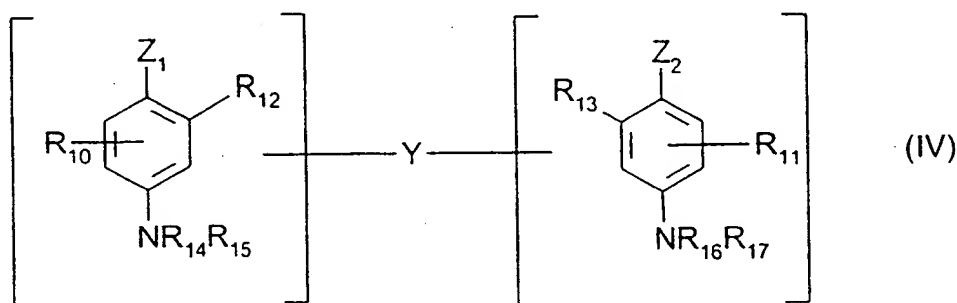 Z₁ Z₂
R₁₂ R₁₃
R₁₀ Y R₁₁ (IV)
NR₁₄R₁₅ NR₁₆R₁₇